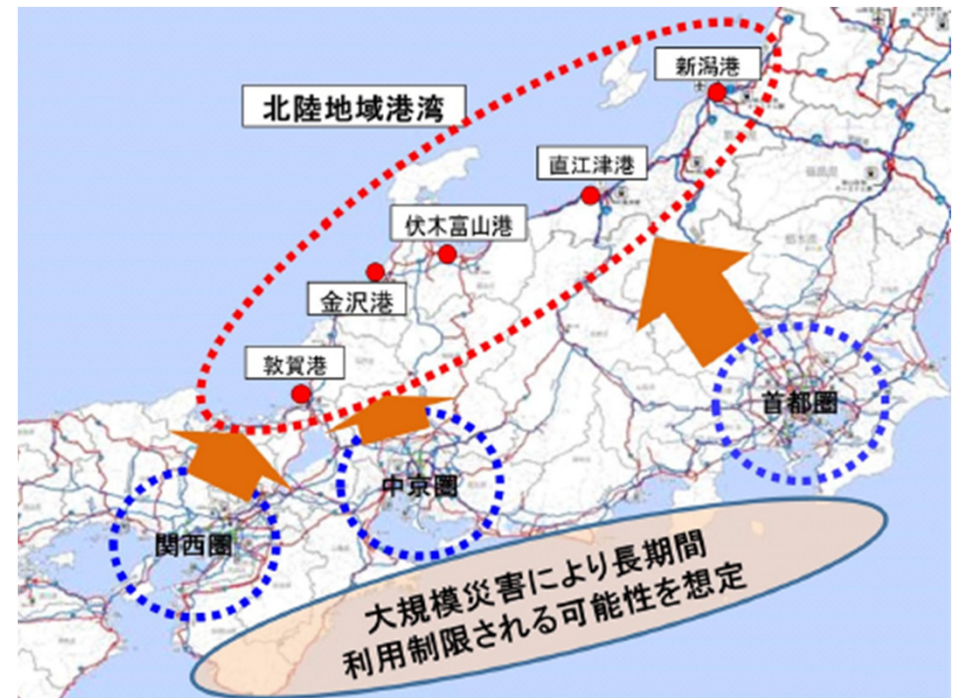 北陸地域港湾
新潟港
直江津港
伏木富山港
金沢港
敦賀港
首都圏
中京圏
関西圏
大規模災害により長期間
利用制限される可能性を想定